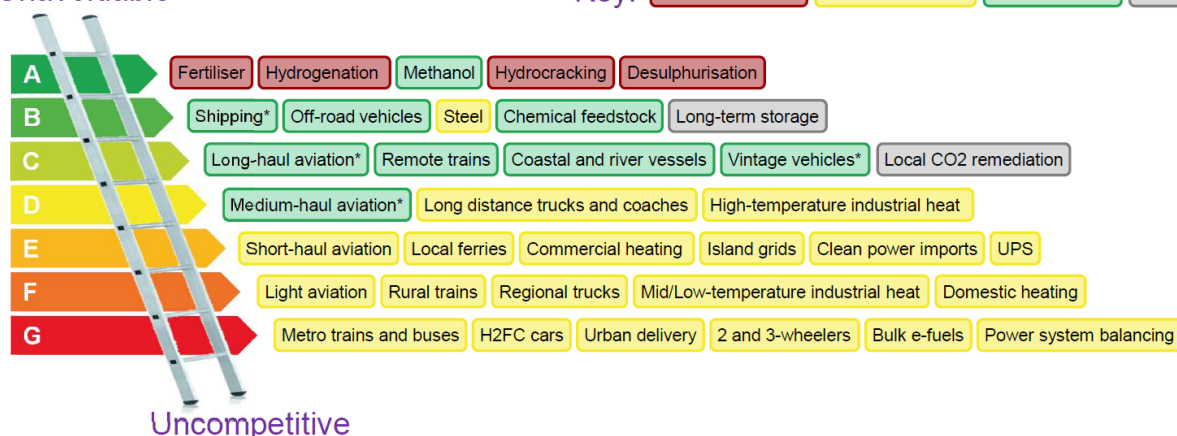 Key:
A Fertiliser Hydrogenation Methanol Hydrocracking Desulphurisation
B Shipping* Off-road vehicles Steel Chemical feedstock Long-term storage
C Long-haul aviation* Remote trains Coastal and river vessels Vintage vehicles* Local CO2 remediation
D Medium-haul aviation* Long distance trucks and coaches High-temperature industrial heat
E Short-haul aviation Local ferries Commercial heating Island grids Clean power imports UPS
F Light aviation Rural trains Regional trucks Mid/Low-temperature industrial heat Domestic heating
G Metro trains and buses H2FC cars Urban delivery 2 and 3-wheelers Bulk e-fuels Power system balancing
Uncompetitive